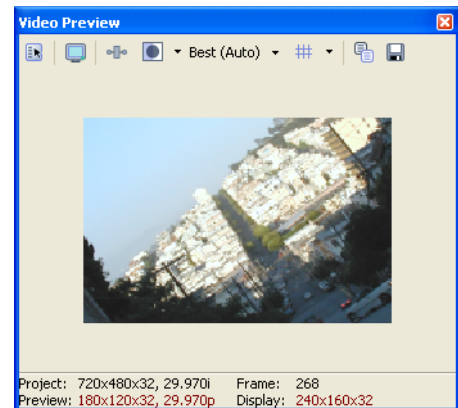 Video Preview
Best (Auto)
Project: 720x480x32, 29.970i Frame: 268
Preview: 180x120x32, 29.970p Display: 240x160x32